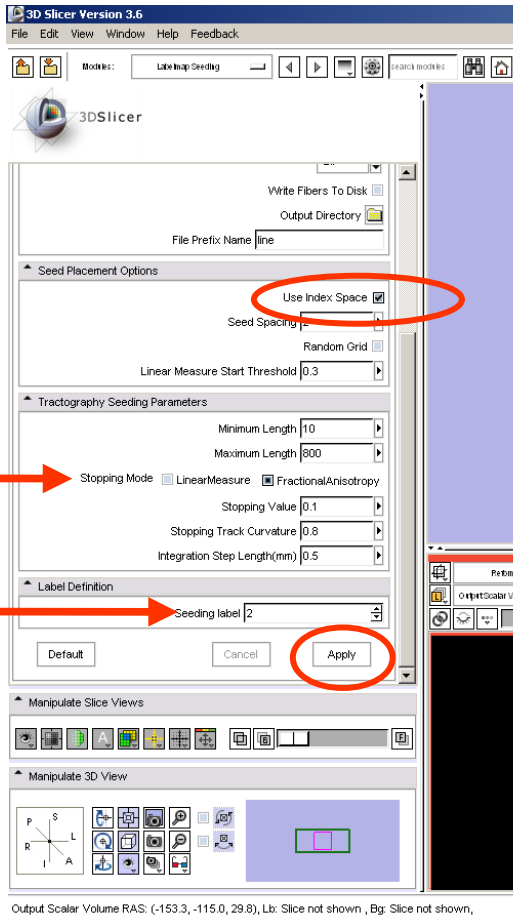 3D Slicer Version 3.6
File Edit View Window Help Feedback
Modules: Labelmap Seeding search modules
3DSlicer
Write Fibers To Disk
Output Directory
File Prefix Name line
Seed Placement Options
Use Index Space
Seed Spacing 2
Random Grid
Linear Measure Start Threshold 0.3
Tractography Seeding Parameters
Minimum Length 10
Maximum Length 800
Stopping Mode LinearMeasure FractionalAnisotropy
Stopping Value 0.1
Stopping Track Curvature 0.8
Integration Step Length(mm) 0.5
Label Definition
Seeding label 2
Default Cancel Apply
Manipulate Slice Views
A B F
Manipulate 3D View
P S R L I A
Output Scalar V
Output Scalar Volume RAS: (-153.3, -115.0, 29.8), Lb: Slice not shown , Bg: Slice not shown,